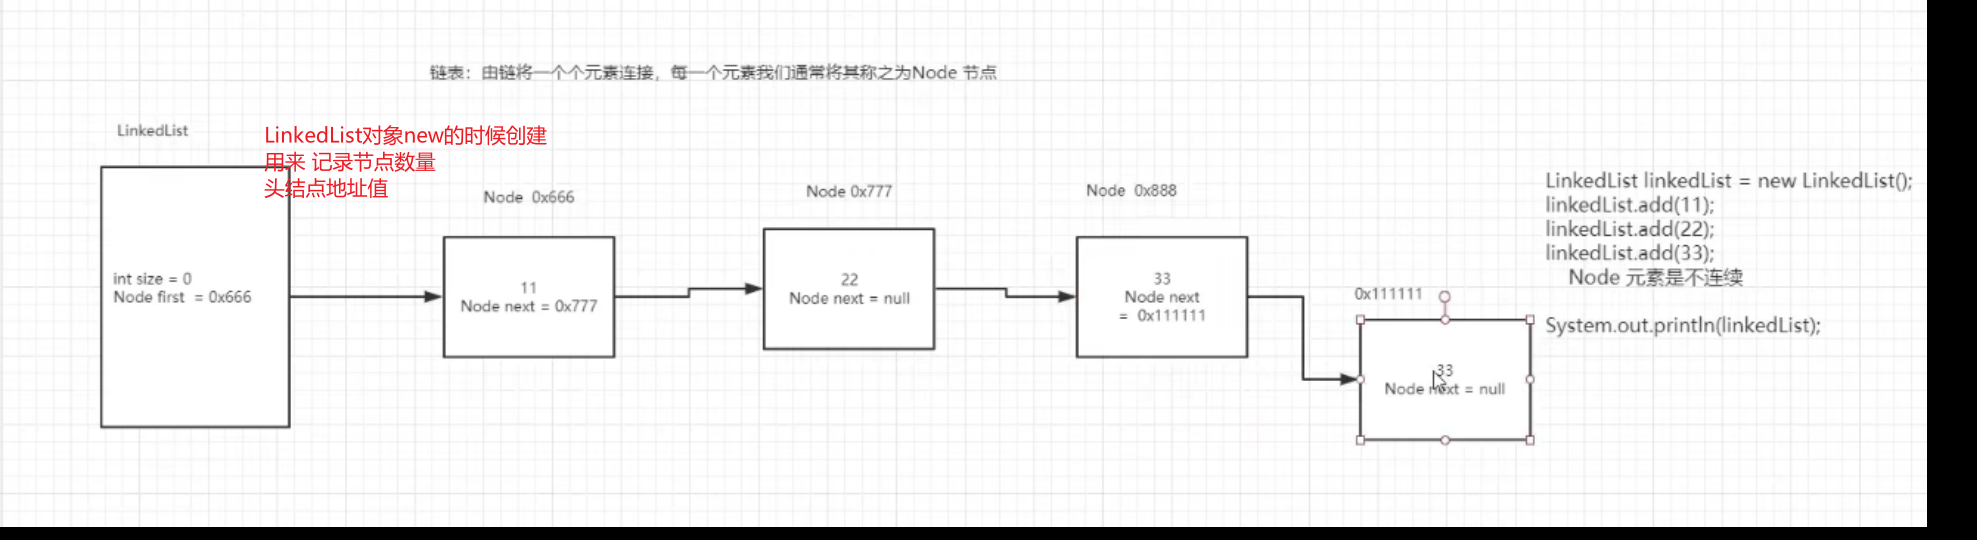 链表：由链将一个个元素连接，每一个元素我们通常将其称之为Node 节点
LinkedList
LinkedList对象new的时候创建
用来 记录节点数量
头结点地址值
int size = 0
Node first  = 0x666
Node  0x666
11
Node next = 0x777
Node 0x777
22
Node next = null
Node  0x888
33
Node next
=  0x111111
0x111111
33
Node next = null
LinkedList linkedList = new LinkedList();
linkedList.add(11);
linkedList.add(22);
linkedList.add(33);
Node 元素是不连续
System.out.println(linkedList);